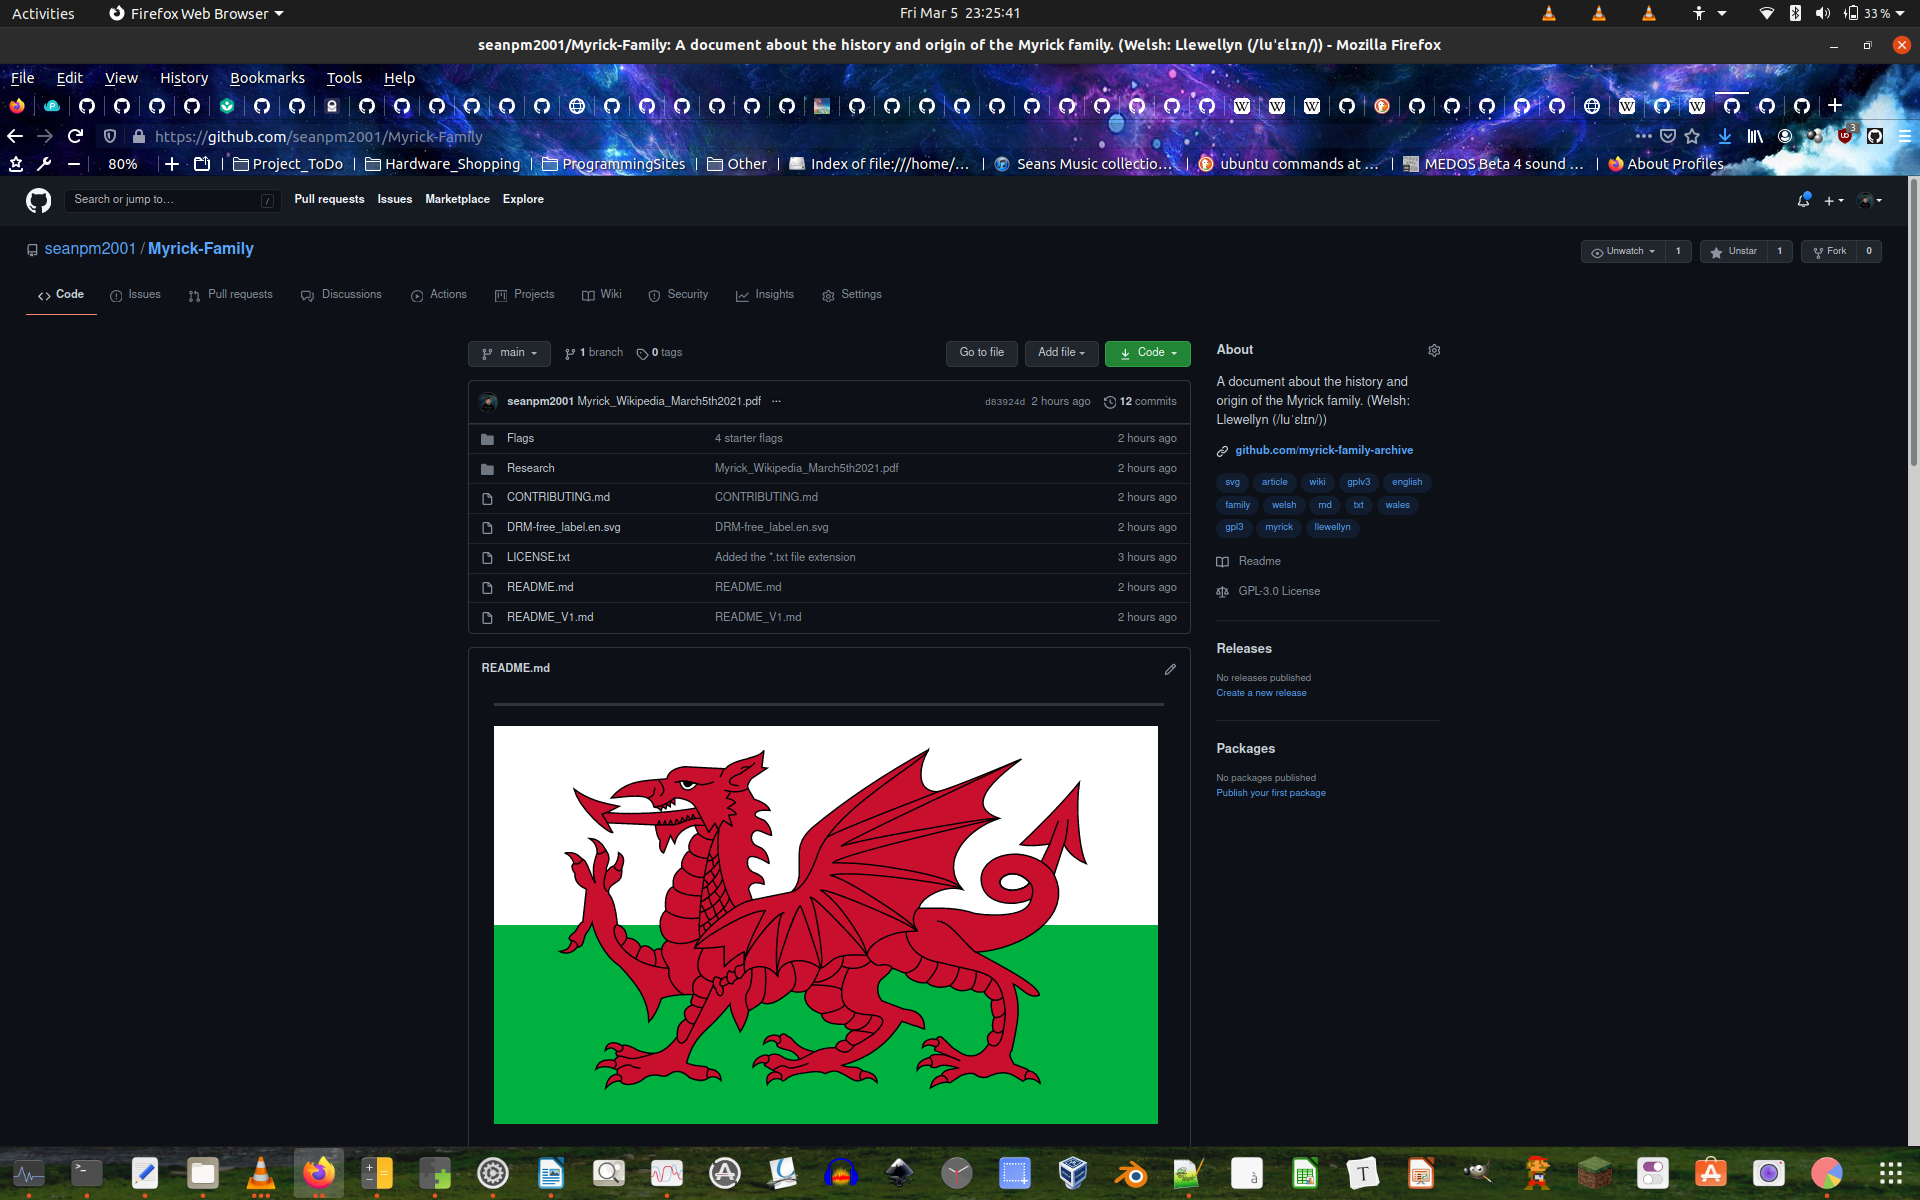 Activities
Firefox Web Browser
Fri Mar 5 23:25:41
33 %
seanpm2001/Myrick-Family: A document about the history and origin of the Myrick family. (Welsh: Llewellyn (/luˈɛlɪn/)) - Mozilla Firefox
File Edit View History Bookmarks Tools Help
https://github.com/seanpm2001/Myrick-Family
3
80%
Project_ToDo
Hardware_Shopping
ProgrammingSites
Other
Index of file:///home/...
Seans Music collectio...
ubuntu commands at ...
MEDOS Beta 4 sound ...
About Profiles
Search or jump to...
/
Pull requests Issues Marketplace Explore
seanpm2001 / Myrick-Family
Unwatch 1
Unstar 1
Fork 0
Code
Issues
Pull requests
Discussions
Actions
Projects
Wiki
Security
Insights
Settings
main
1 branch
0 tags
Go to file
Add file
Code
seanpm2001 Myrick_Wikipedia_March5th2021.pdf ...
d83924d 2 hours ago
12 commits
Flags 4 starter flags 2 hours ago
Research Myrick_Wikipedia_March5th2021.pdf 2 hours ago
CONTRIBUTING.md CONTRIBUTING.md 2 hours ago
DRM-free_label.en.svg DRM-free_label.en.svg 2 hours ago
LICENSE.txt Added the *.txt file extension 3 hours ago
README.md README.md 2 hours ago
README_V1.md README_V1.md 2 hours ago
README.md
About
A document about the history and
origin of the Myrick family. (Welsh:
Llewellyn (/luˈɛlɪn/))
github.com/myrick-family-archive
svg article wiki gplv3 english
family welsh md txt wales
gpl3 myrick llewellyn
Readme
GPL-3.0 License
Releases
No releases published
Create a new release
Packages
No packages published
Publish your first package